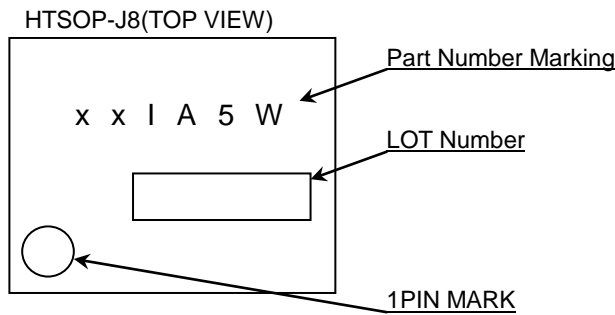 HTSOP-J8(TOP VIEW)
Part Number Marking
x x I A 5 W
LOT Number
1PIN MARK